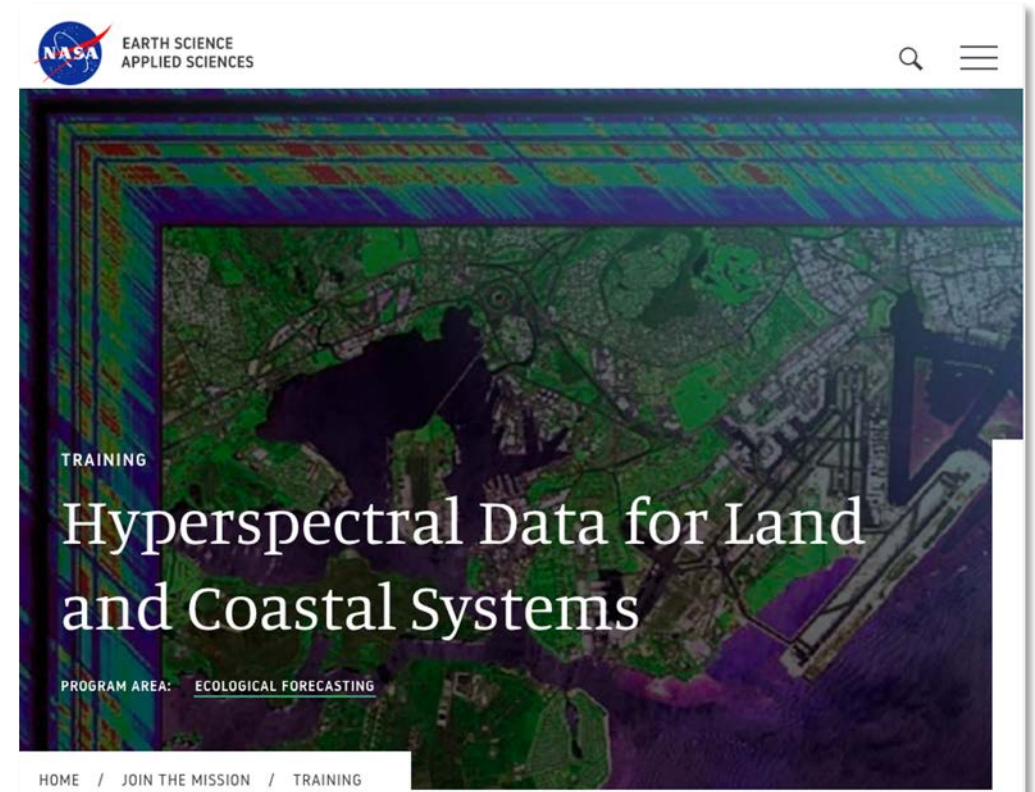 NASA
EARTH SCIENCE
APPLIED SCIENCES
TRAINING
Hyperspectral Data for Land
and Coastal Systems
PROGRAM AREA: ECOLOGICAL FORECASTING
HOME / JOIN THE MISSION / TRAINING